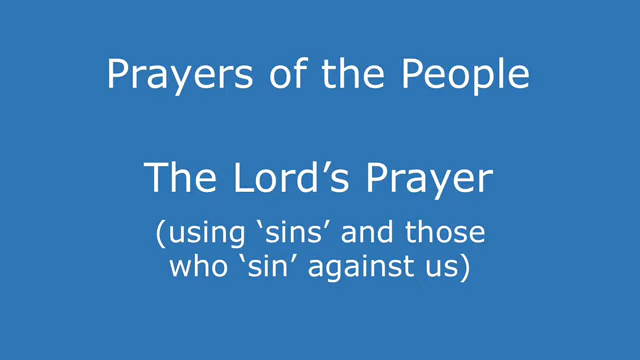 Prayers of the People
The Lord’s Prayer
(using ‘sins’ and those
who ‘sin’ against us)